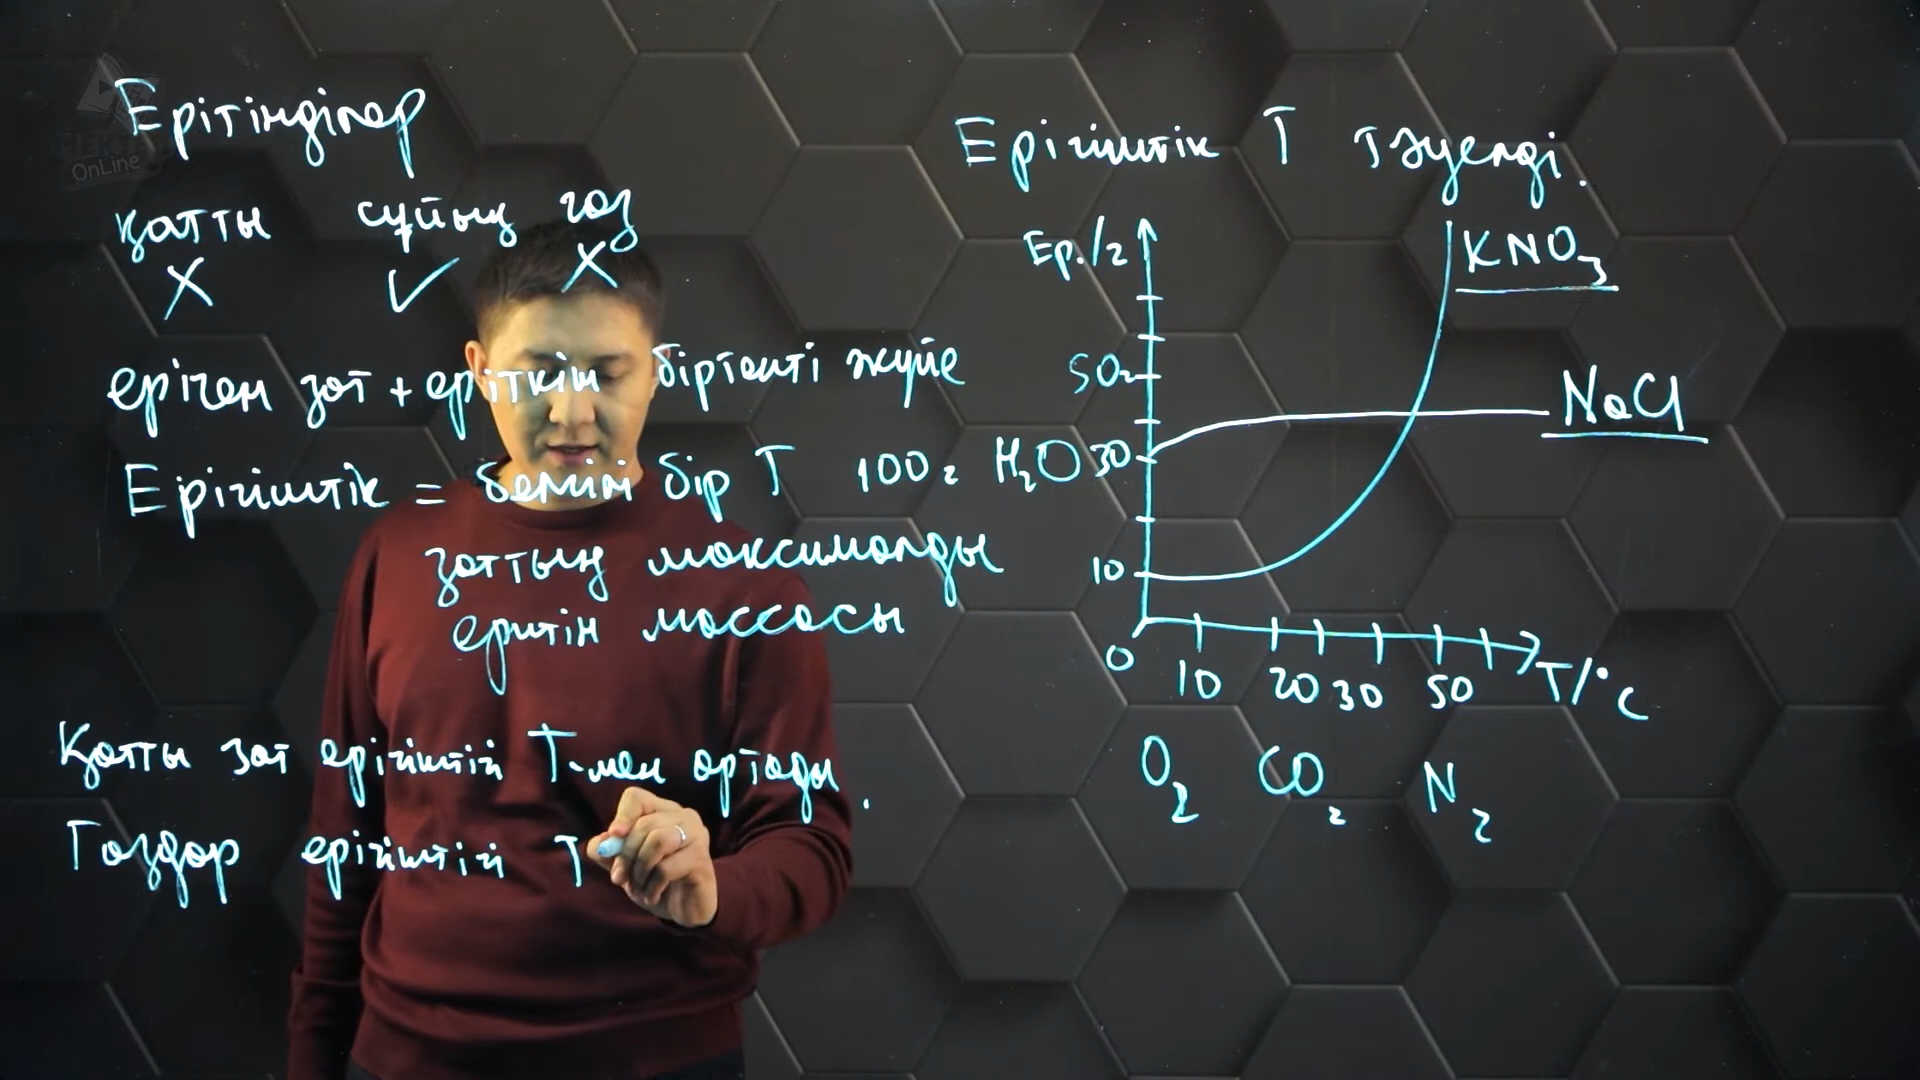 OnLine
Ерітінділер
қатты сұйық газ
еріген зат + еріткіш біртекті жүйе
Ерігіштік = белгілі бір T 100 г H₂O
заттың максималды
еритін массасы
Қатты зат ерігіштігі T-мен артады.
Газдар ерігіштігі T
Ерігіштік T тәуелді.
Ер./г
KNO₃
50
NaCl
30
10
0 10 20 30 50 T/°C
O₂ CO₂ N₂